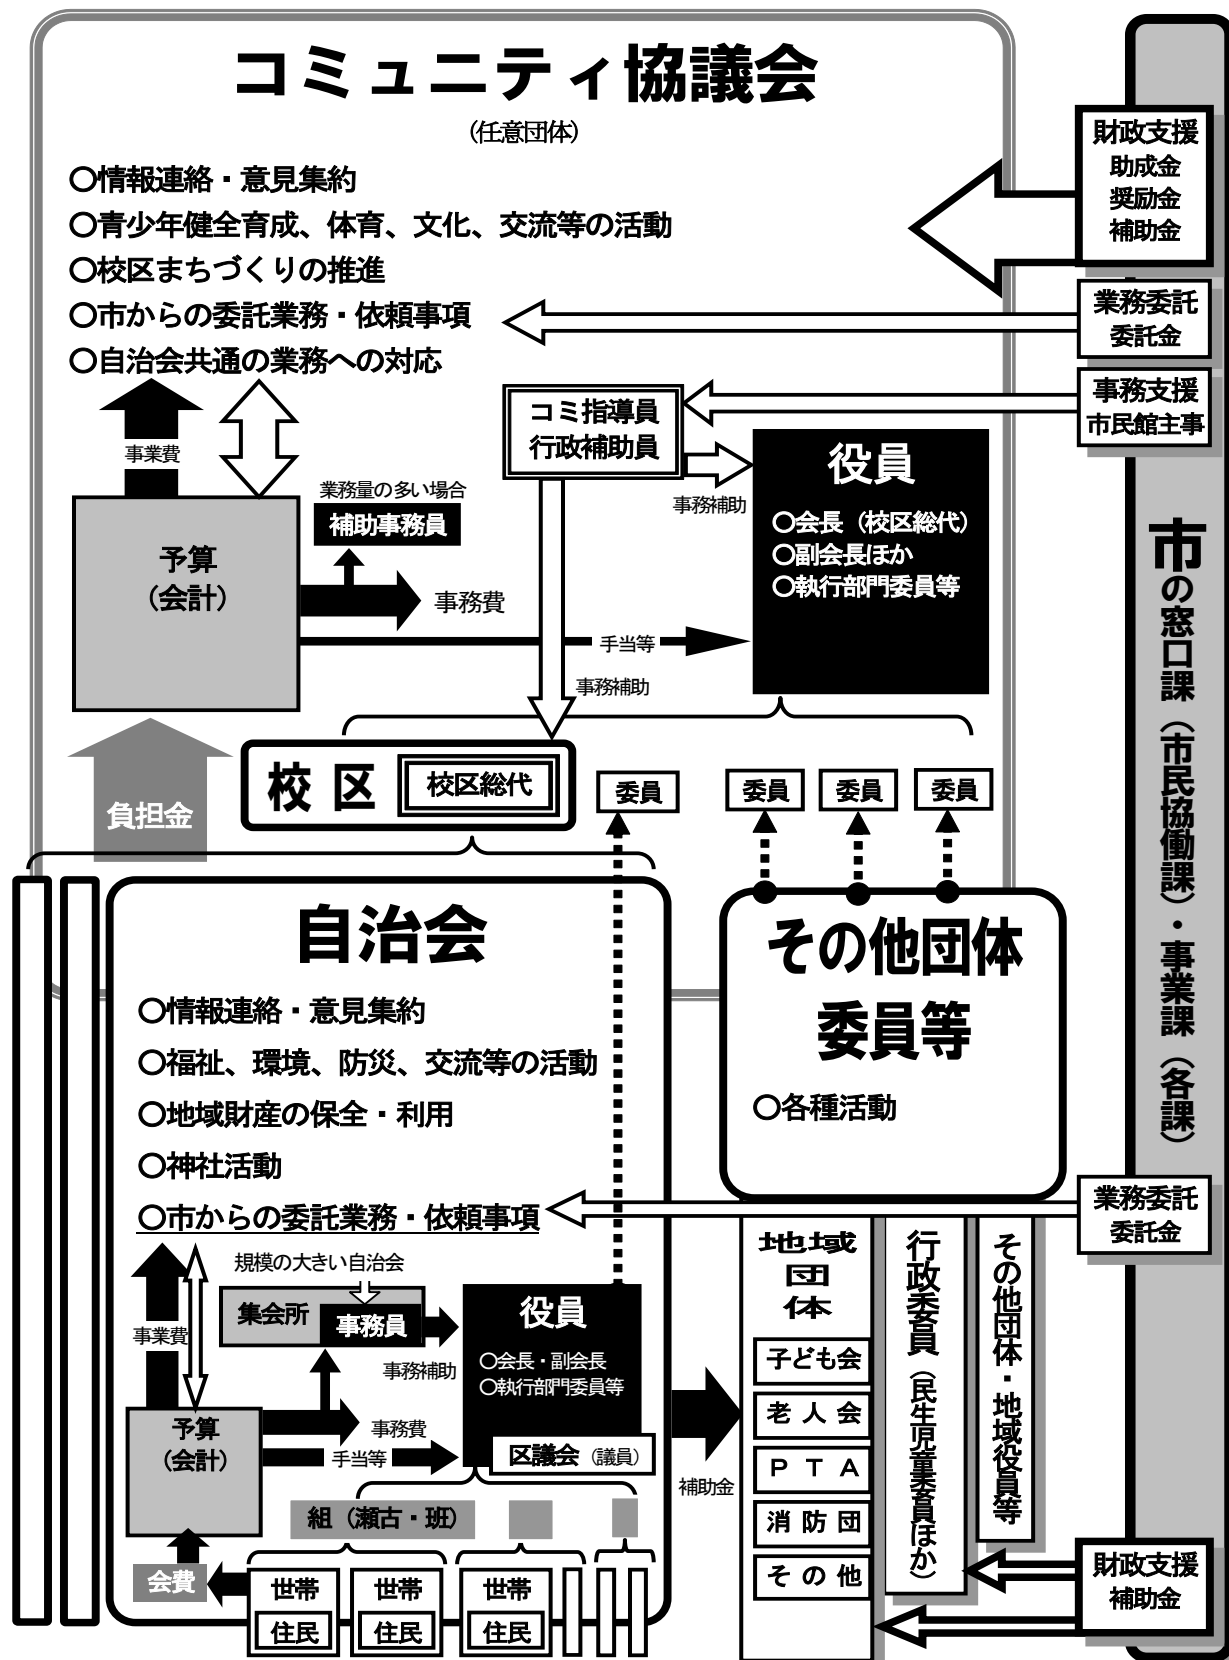 コミュニティ協議会
（任意団体）
○情報連絡・意見集約
○青少年健全育成、体育、文化、交流等の活動
○校区まちづくりの推進
○市からの委託業務・依頼事項
○自治会共通の業務への対応
財政支援
助成金
奨励金
補助金
業務委託
委託金
事務支援
市民館主事
コミ指導員
行政補助員
事務補助
事務補助
役員
○会長（校区総代）
○副会長ほか
○執行部門委員等
事業費
業務量の多い場合
補助事務員
予算
（会計）
事務費
手当等
負担金
校区
校区総代
委員
委員
委員
委員
市の窓口課（市民協働課）・事業課（各課）
自治会
○情報連絡・意見集約
○福祉、環境、防災、交流等の活動
○地域財産の保全・利用
○神社活動
○市からの委託業務・依頼事項
その他団体
委員等
○各種活動
業務委託
委託金
規模の大きい自治会
集会所
事務員
事業費
事務補助
役員
○会長・副会長
○執行部門委員等
区議会（議員）
予算
（会計）
事務費
手当等
補助金
組（瀬古・班）
会費
世帯
住民
世帯
住民
世帯
住民
地域
団
体
子ども会
老人会
ＰＴＡ
消防団
その他
行政委員（民生児童委員ほか）
その他団体・地域役員等
財政支援
補助金